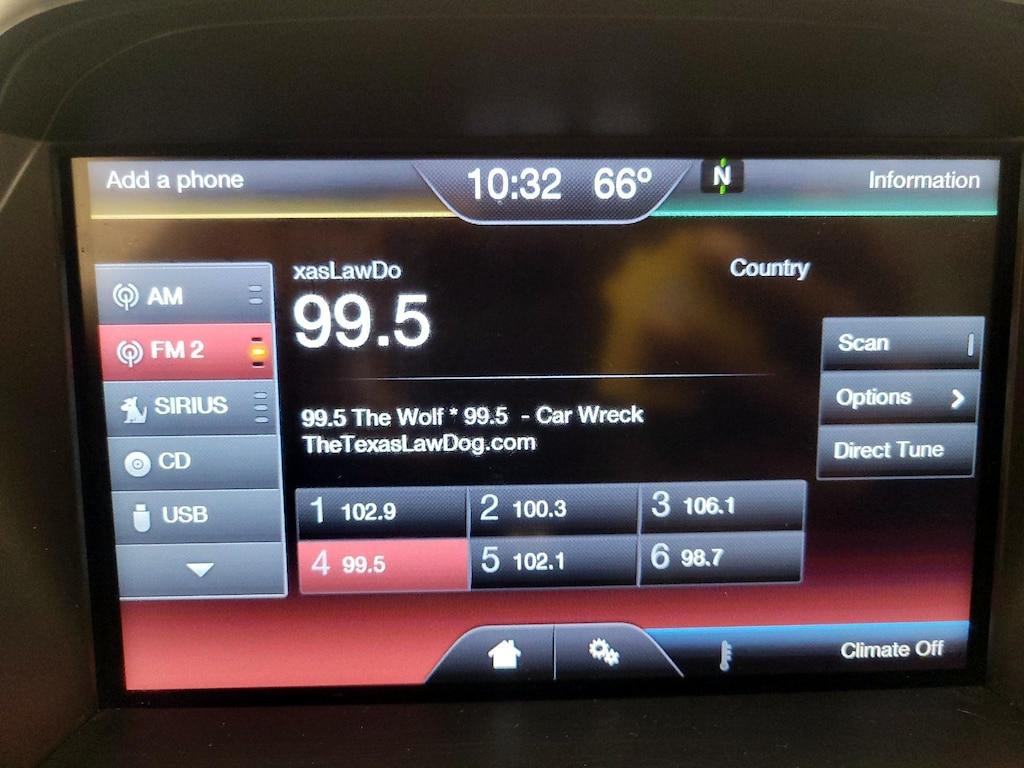 Add a phone
10:32 66°
N
Information
AM
FM 2
SIRIUS
CD
USB
xasLawDo
99.5
Country
99.5 The Wolf * 99.5 - Car Wreck
TheTexasLawDog.com
1 102.9
2 100.3
3 106.1
4 99.5
5 102.1
6 98.7
Scan
Options
Direct Tune
Climate Off